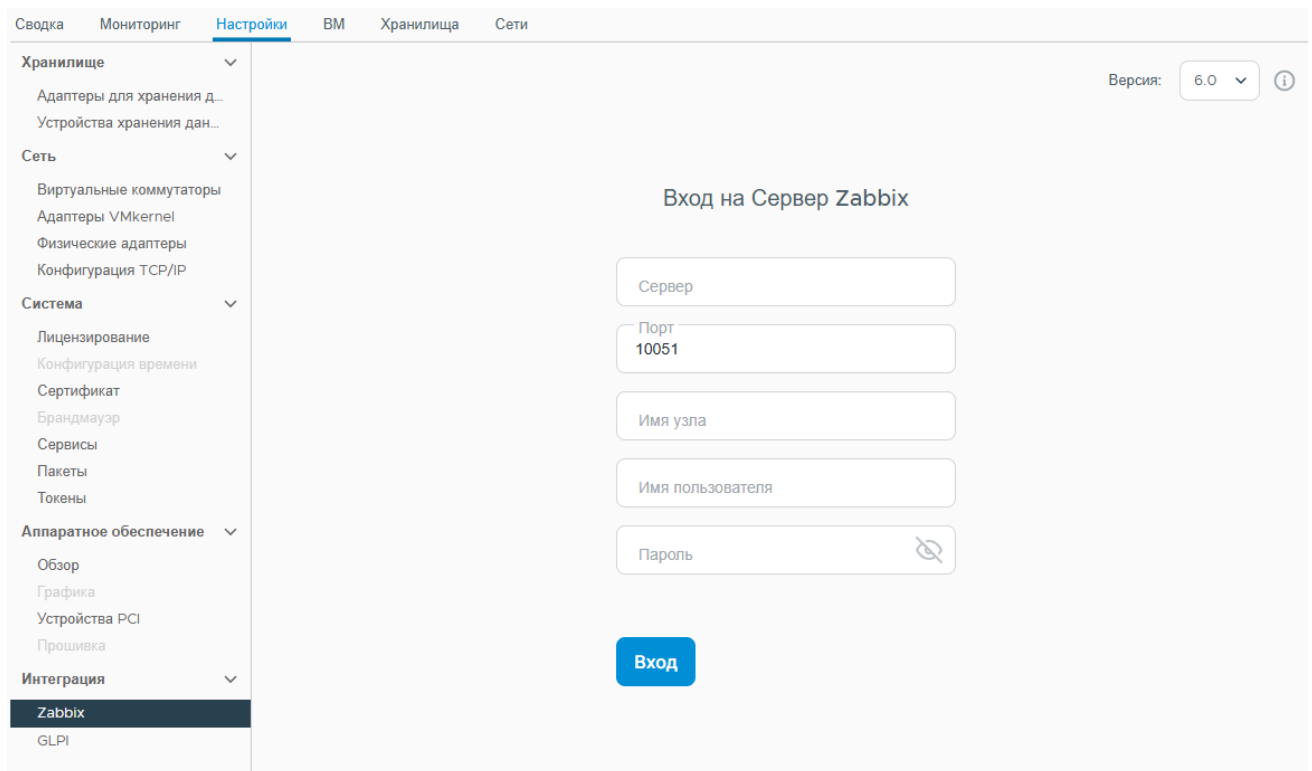 Сводка Мониторинг Настройки ВМ Хранилища Сети
Хранилище
Адаптеры для хранения д...
Устройства хранения дан...
Сеть
Виртуальные коммутаторы
Адаптеры VMkernel
Физические адаптеры
Конфигурация TCP/IP
Система
Лицензирование
Конфигурация времени
Сертификат
Брандмауэр
Сервисы
Пакеты
Токены
Аппаратное обеспечение
Обзор
Графика
Устройства PCI
Прошивка
Интеграция
Zabbix
GLPI
Версия: 6.0
Вход на Сервер Zabbix
Сервер
Порт
10051
Имя узла
Имя пользователя
Пароль
Вход